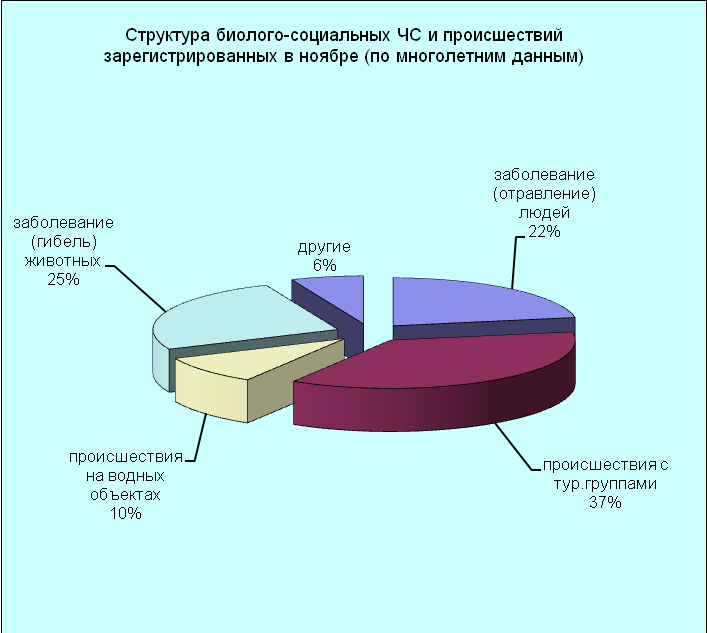 Структура биолого-социальных ЧС и происшествий
зарегистрированных в ноябре (по многолетним данным)
заболевание
(отравление)
людей
22%
заболевание
(гибель)
животных
25%
другие
6%
происшествия
на водных
объектах
10%
происшествия с
тур.группами
37%